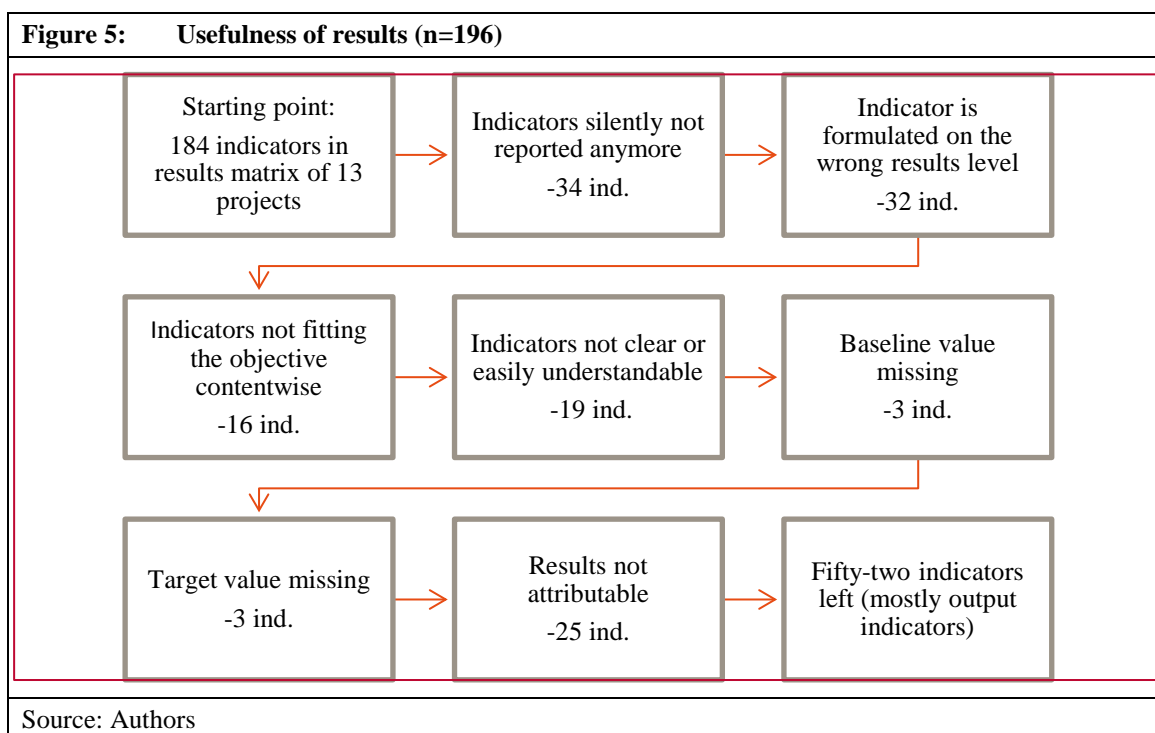 Figure 5: Usefulness of results (n=196)
Starting point:
184 indicators in
results matrix of 13
projects
Indicators silently not
reported anymore
-34 ind.
Indicator is
formulated on the
wrong results level
-32 ind.
Indicators not fitting
the objective
contentwise
-16 ind.
Indicators not clear or
easily understandable
-19 ind.
Baseline value
missing
-3 ind.
Target value missing
-3 ind.
Results not
attributable
-25 ind.
Fifty-two indicators
left (mostly output
indicators)
Source: Authors